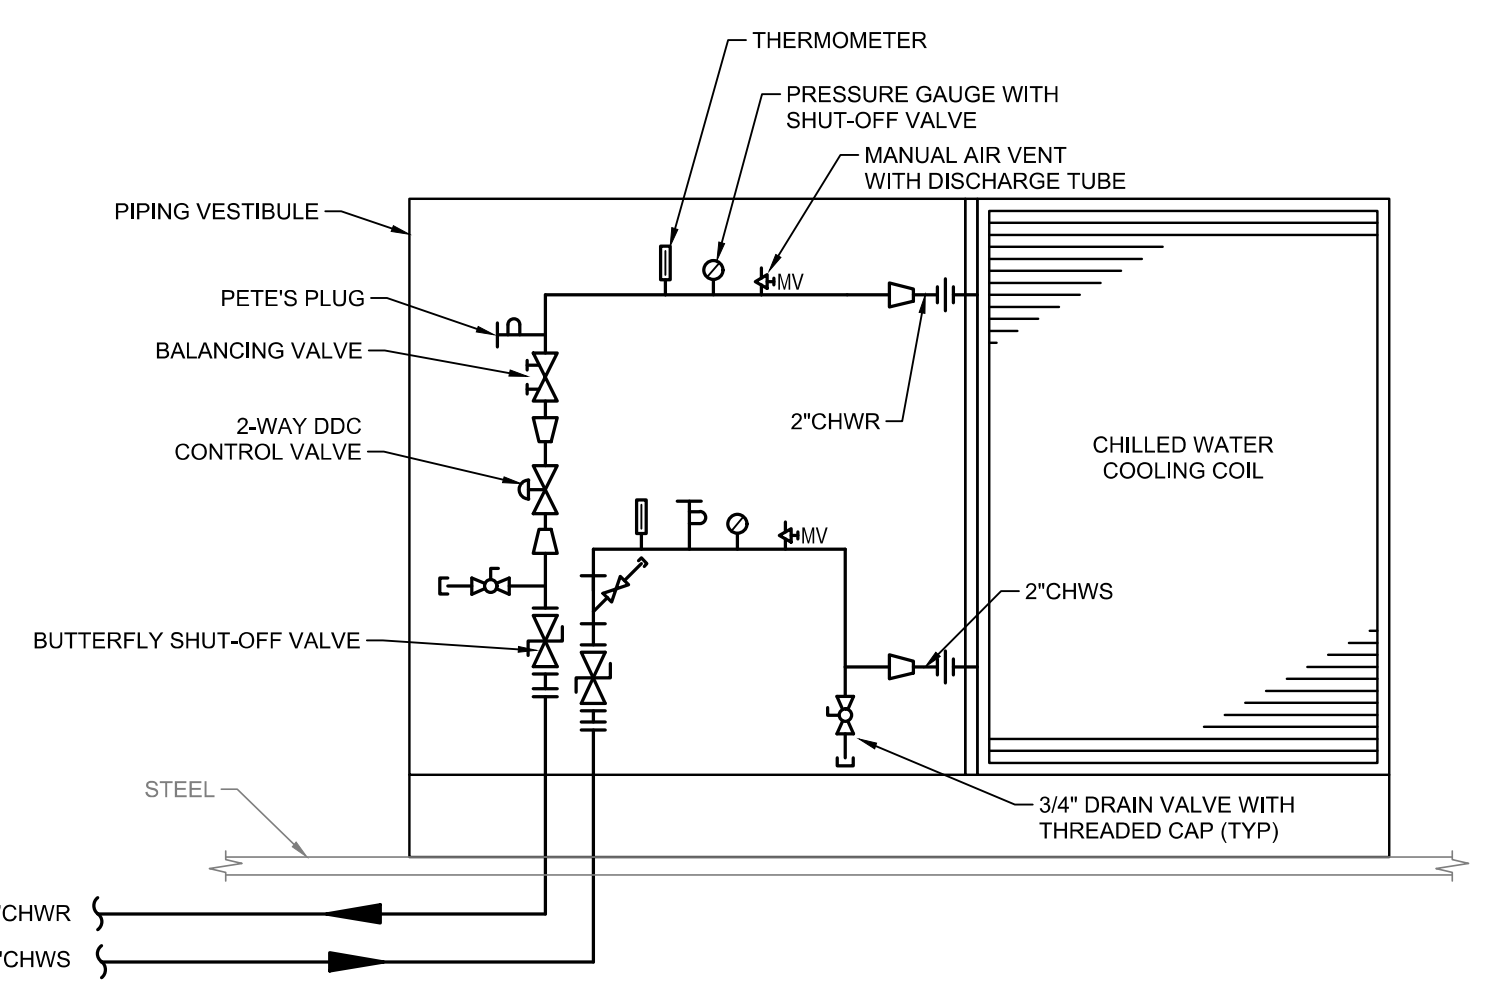 THERMOMETER
PRESSURE GAUGE WITH
SHUT-OFF VALVE
MANUAL AIR VENT
WITH DISCHARGE TUBE
PIPING VESTIBULE
MV
PETE'S PLUG
BALANCING VALVE
2"CHWR
2-WAY DDC
CONTROL VALVE
CHILLED WATER
COOLING COIL
MV
2"CHWS
BUTTERFLY SHUT-OFF VALVE
STEEL
3/4" DRAIN VALVE WITH
THREADED CAP (TYP)
"CHWR
"CHWS